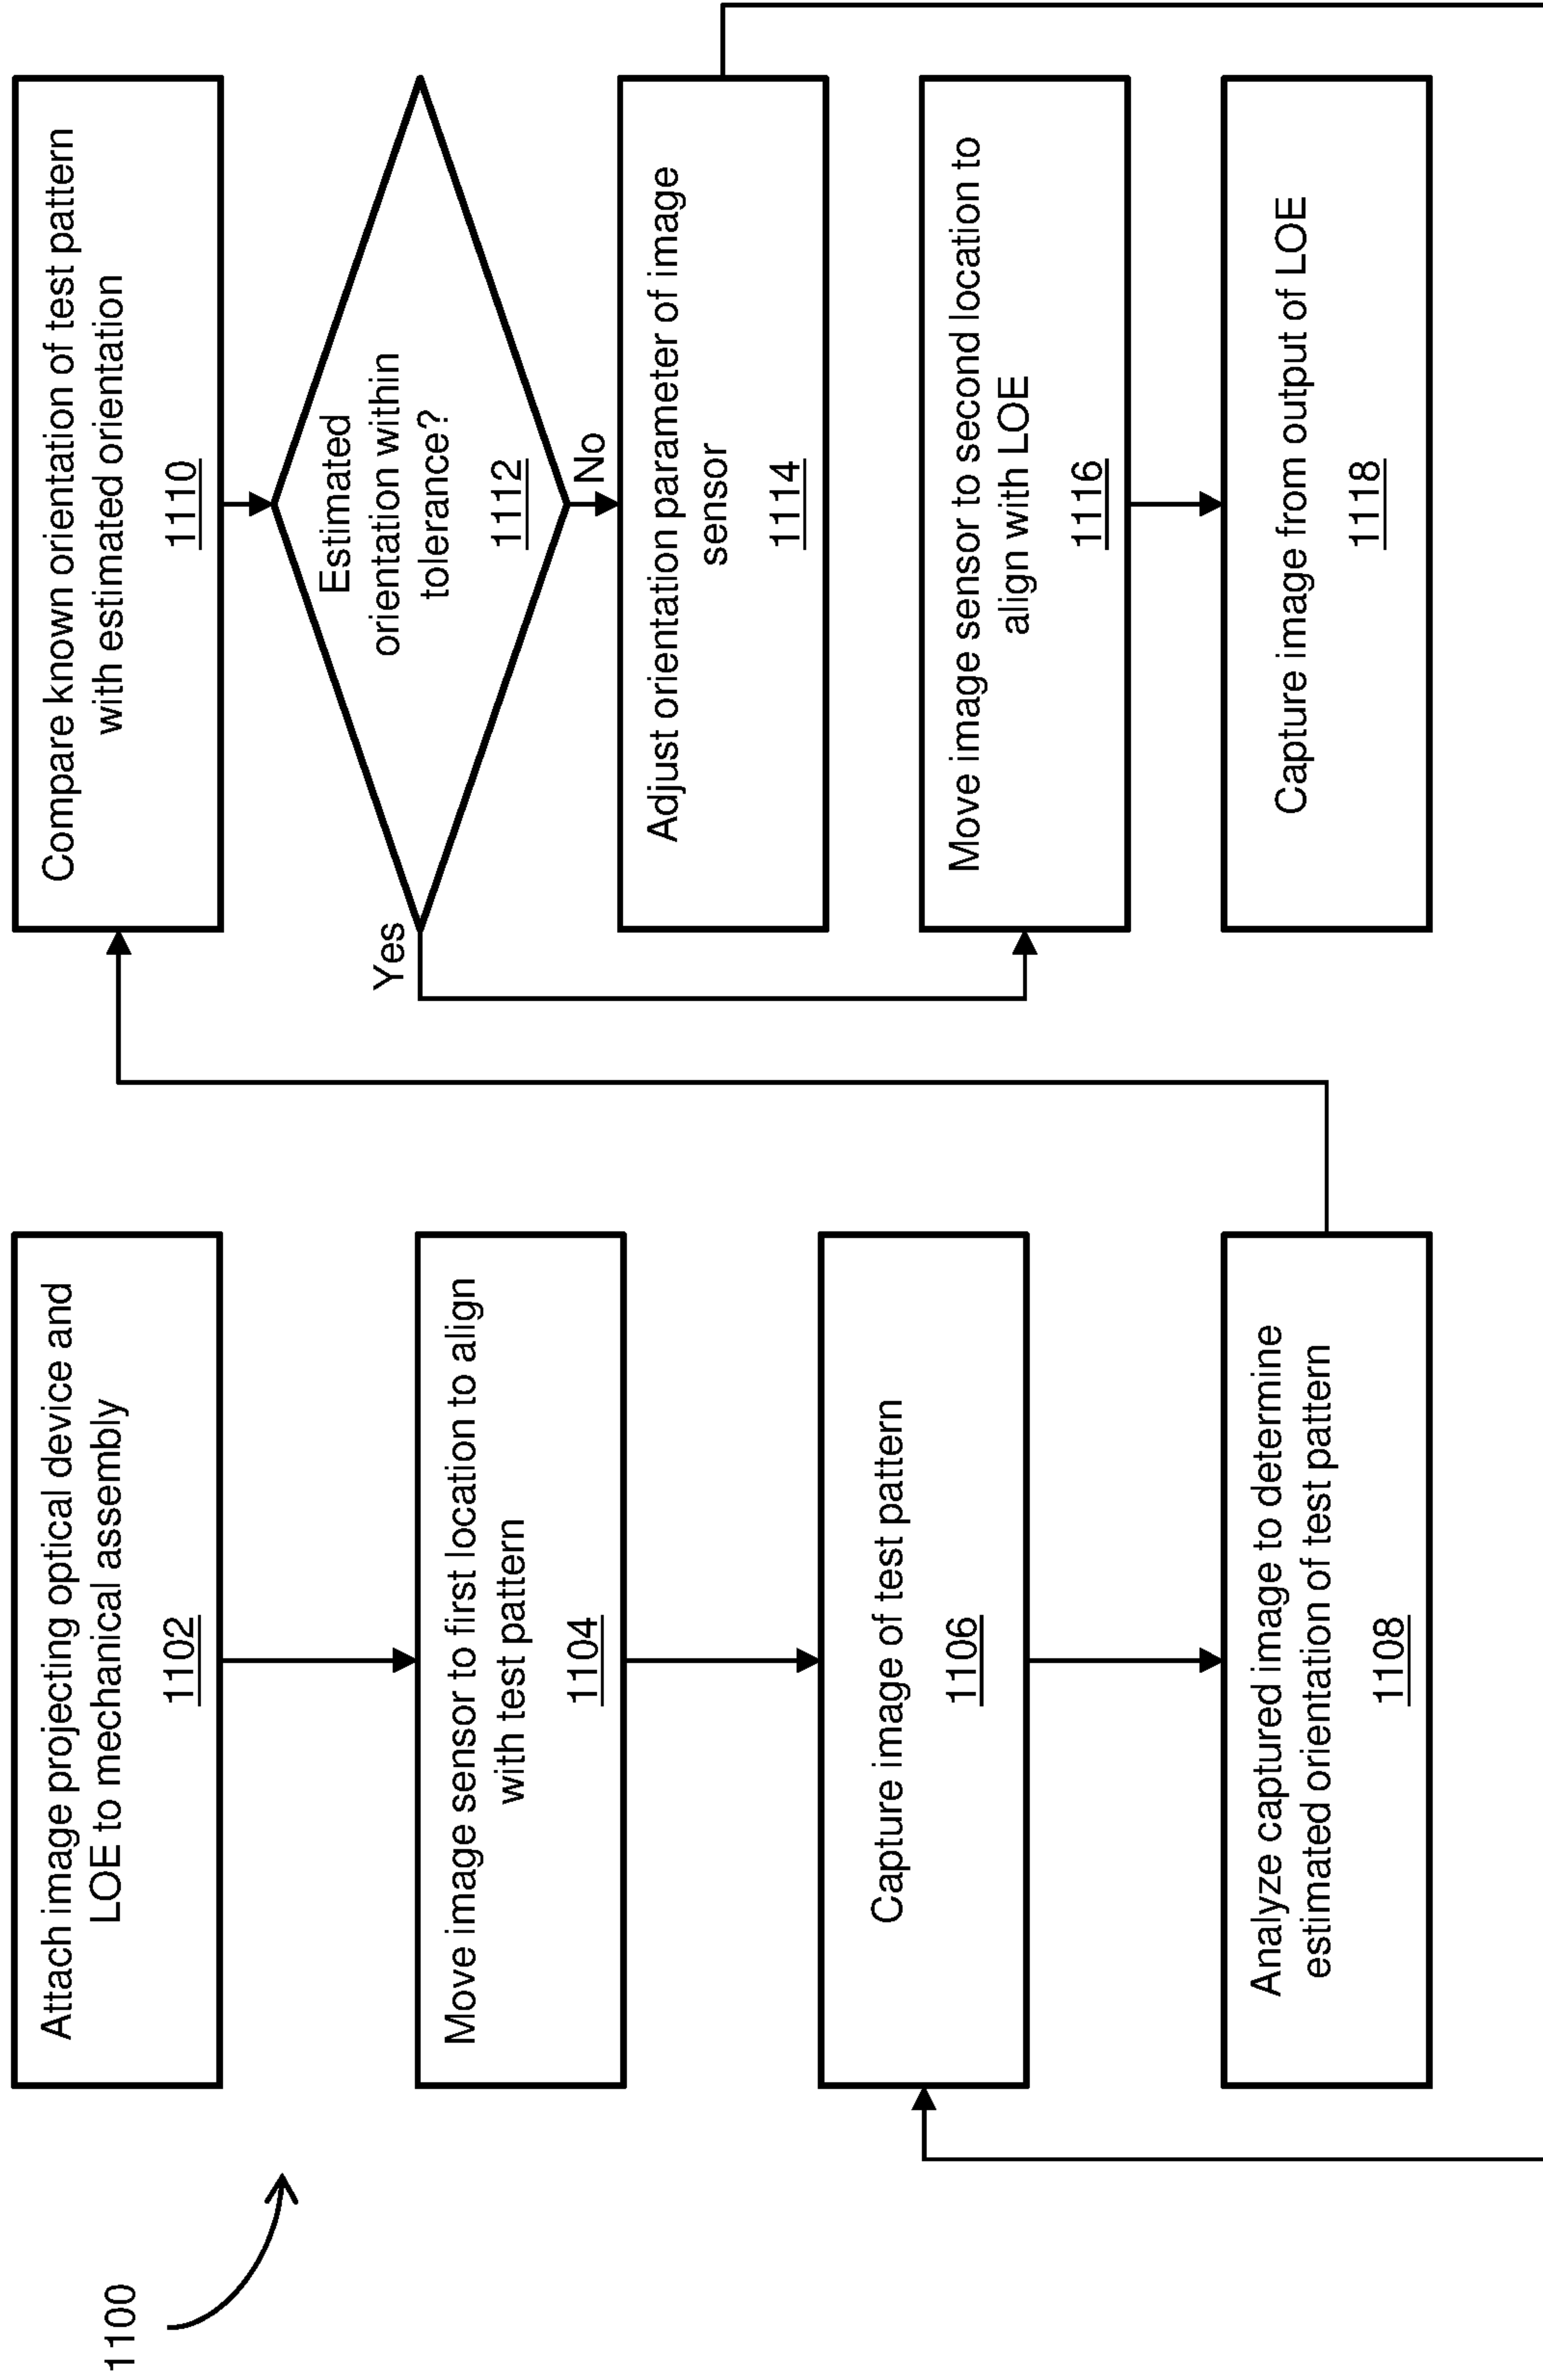 1100
Attach image projecting optical device and
LOE to mechanical assembly
1102
Move image sensor to first location to align
with test pattern
1104
Capture image of test pattern
1106
Analyze captured image to determine
estimated orientation of test pattern
1108
Compare known orientation of test pattern
with estimated orientation
1110
Estimated
orientation within
tolerance?
1112
Yes
No
Adjust orientation parameter of image
sensor
1114
Move image sensor to second location to
align with LOE
1116
Capture image from output of LOE
1118